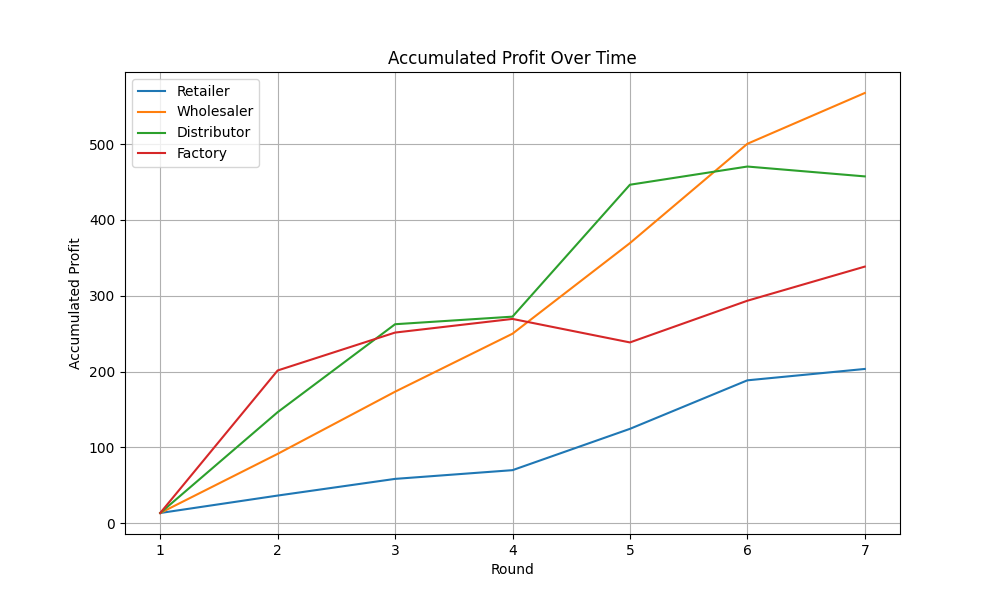 Accumulated Profit Over Time
Retailer
Wholesaler
Distributor
Factory
Accumulated Profit
500
400
300
200
100
0
1 2 3 4 5 6 7
Round